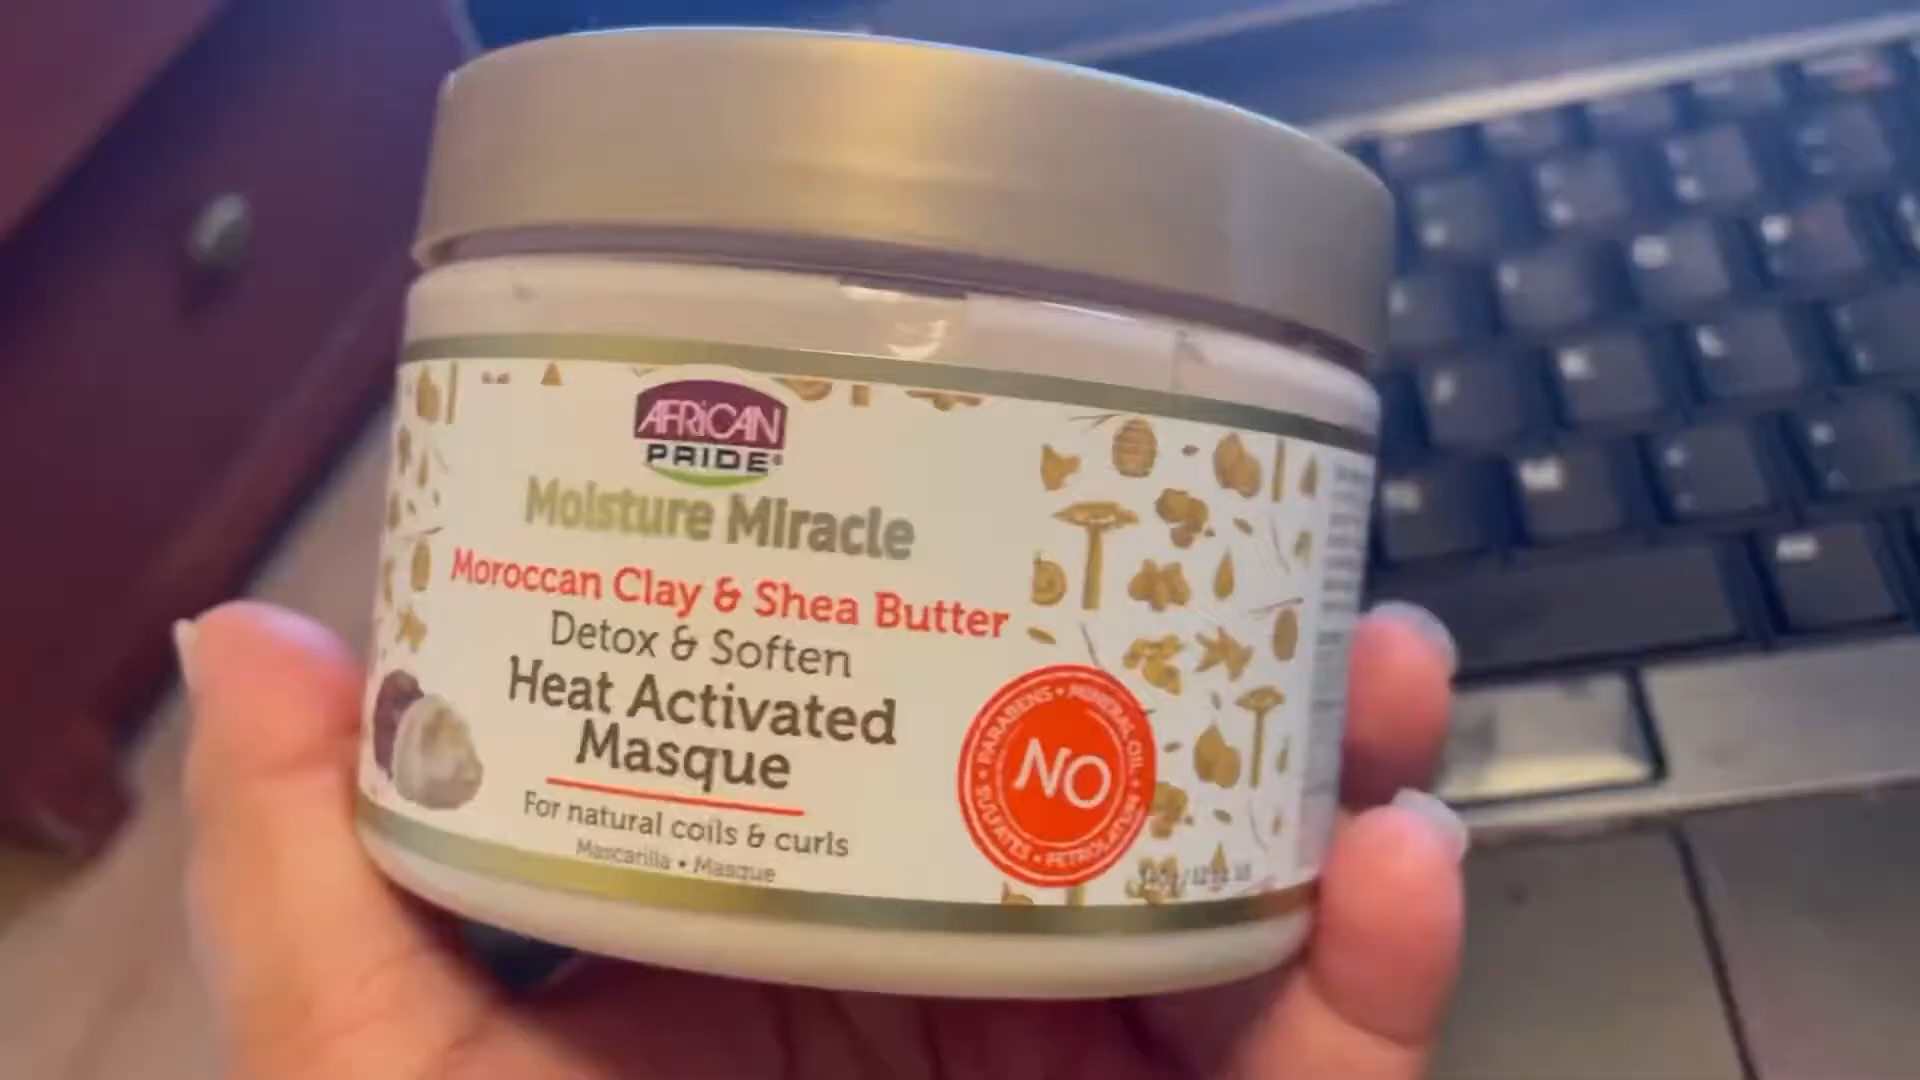 AFRICAN
PRIDE®
Moisture Miracle
Moroccan Clay & Shea Butter
Detox & Soften
Heat Activated
Masque
For natural coils & curls
Mascarilla • Masque
NO
• PARABENS • MINERAL OIL • PETROLATUM • SULFATES